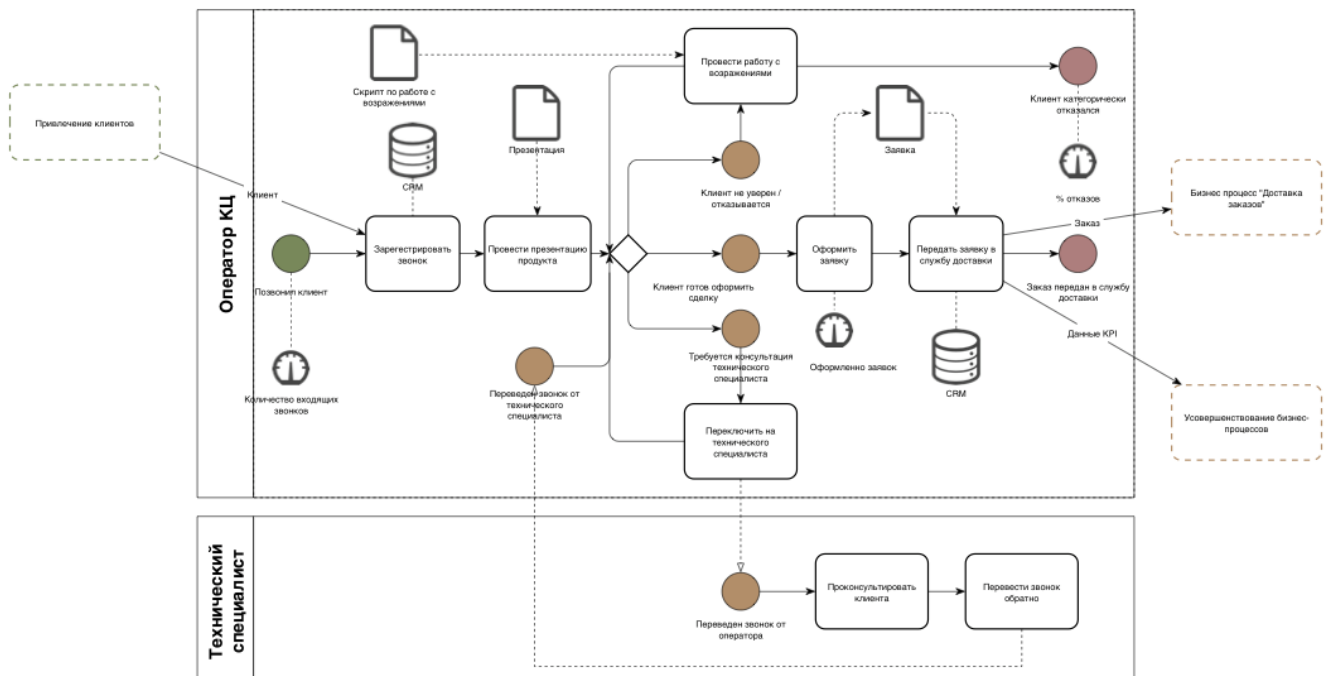 Оператор КЦ
Привлечение клиентов
Клиент
Скрипт по работе с
возражениями
CRM
Презентация
Провести работу с
возражениями
Клиент категорически
отказался
% отказов
Заявка
Клиент не уверен /
отказывается
Позвонил клиент
Зарегестрировать
звонок
Провести презентацию
продукта
Клиент готов оформить
сделку
Оформить
заявку
Передать заявку в
службу доставки
Заказ
Бизнес процесс "Доставка
заказов"
Заказ передан в службу
доставки
Данные KPI
Количество входящих
звонков
Переведен звонок от
технического
специалиста
Требуется консультация
технического
специалиста
Оформленно заявок
CRM
Усовершенствование бизнес-
процессов
Переключить на
технического
специалиста
Технический
специалист
Переведен звонок от
оператора
Проконсультировать
клиента
Перевести звонок
обратно